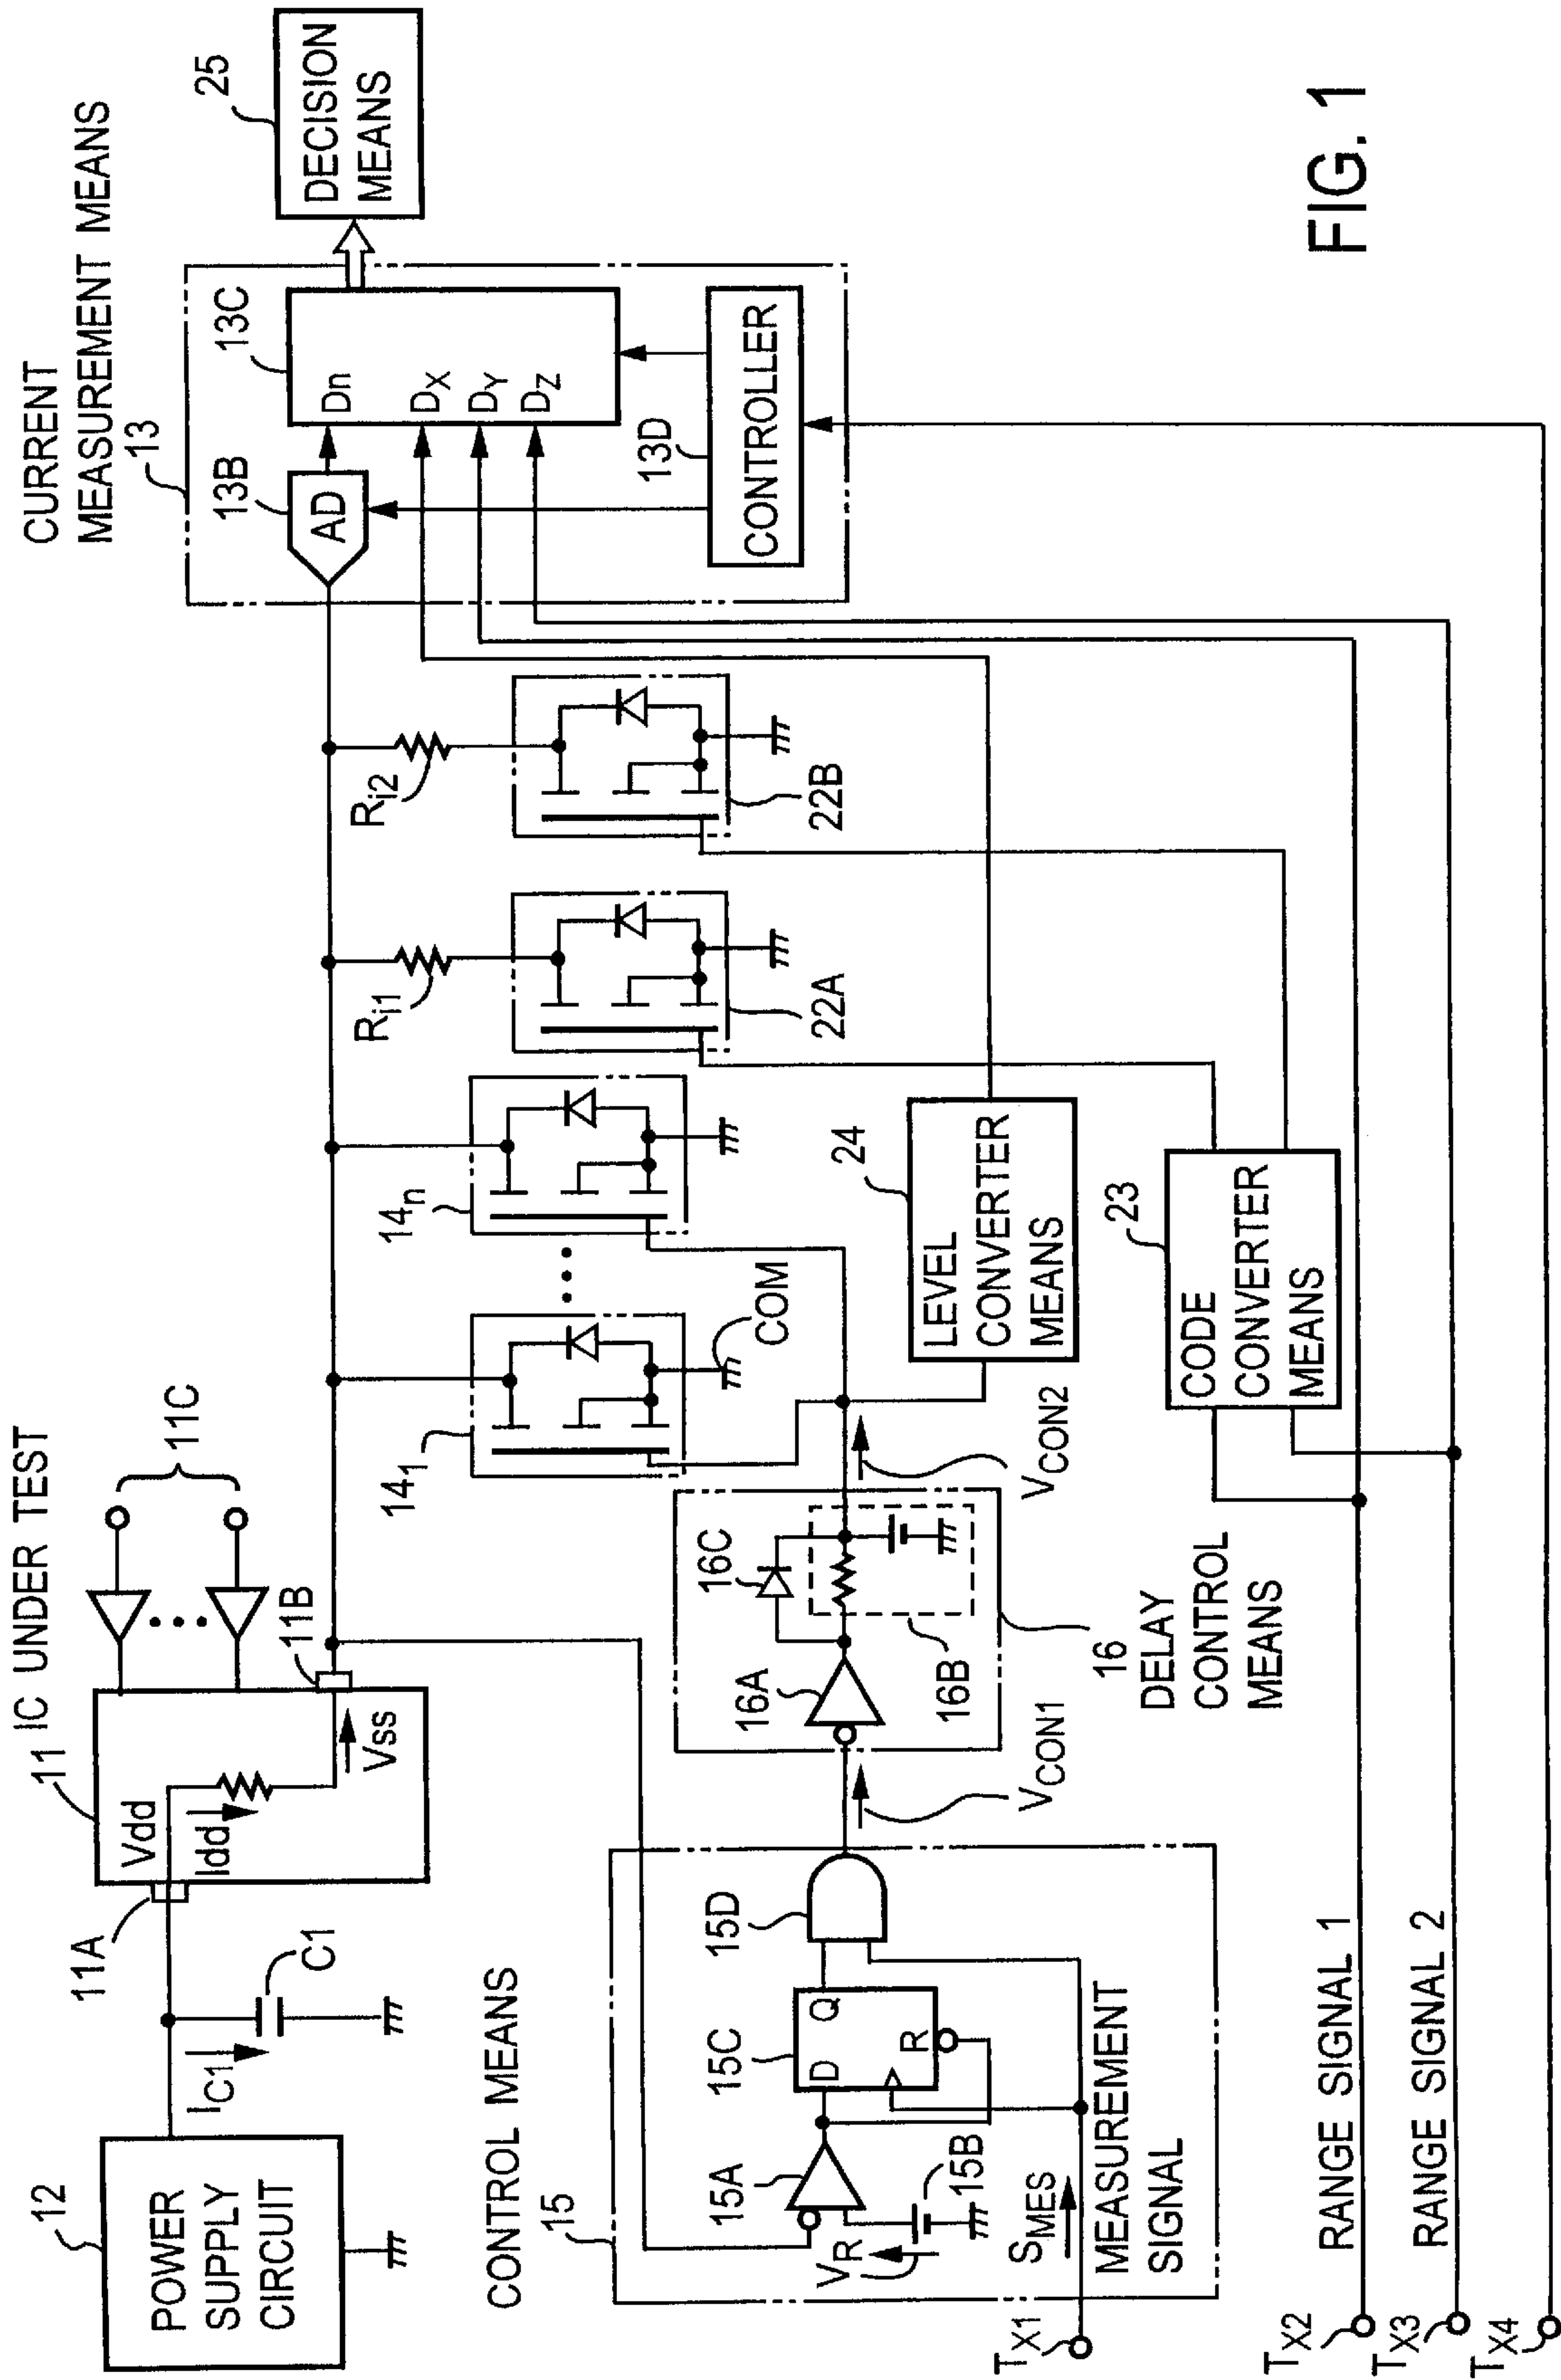 CURRENT
MEASUREMENT MEANS
13
IC UNDER TEST
11
11C
11B
11A
Vdd
Idd
Vss
12
POWER
SUPPLY
CIRCUIT
IC1
C1
13B
AD
13C
Dn
DX
DY
DZ
13D
CONTROLLER
25
DECISION
MEANS
Ri1
Ri2
141
14n
COM
22A
22B
CONTROL MEANS
15
15A
15B
VR
15C
D
Q
R
15D
SMES
MEASUREMENT
SIGNAL
VCON1
16A
16B
16C
16
DELAY
CONTROL
MEANS
VCON2
24
LEVEL
CONVERTER
MEANS
23
CODE
CONVERTER
MEANS
TX1
TX2
RANGE SIGNAL 1
TX3
RANGE SIGNAL 2
TX4
FIG. 1